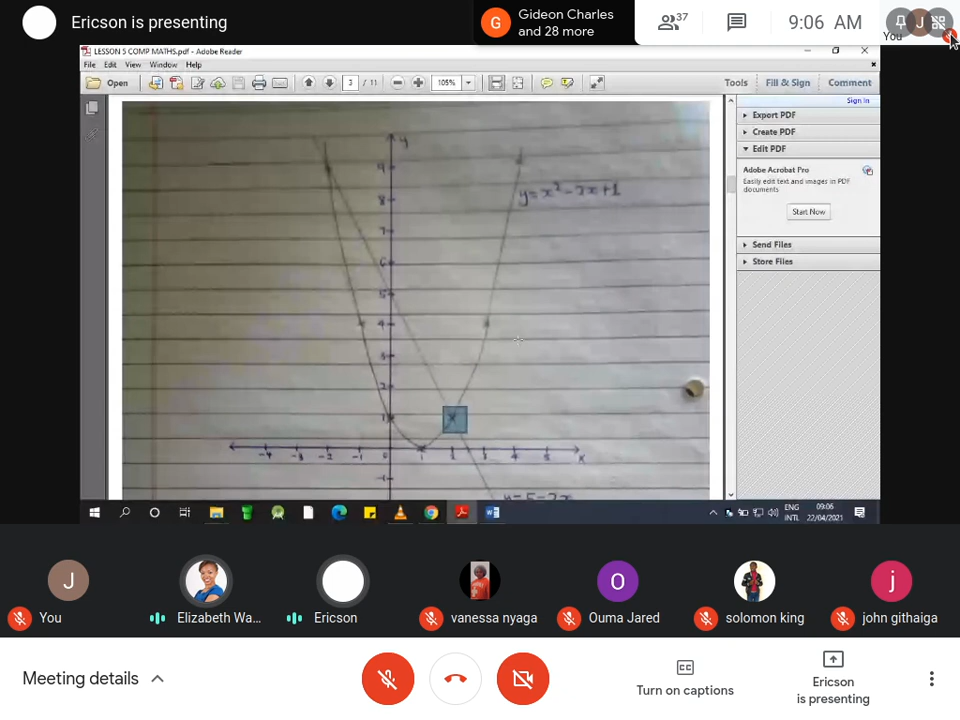 Ericson is presenting
G
Gideon Charles
and 28 more
37
9:06 AM
J
You
LESSON 5 COMP MATHS.pdf - Adobe Reader
File Edit View Window Help
Open
3 / 11
105%
Tools
Fill & Sign
Comment
Sign In
Export PDF
Create PDF
Edit PDF
Adobe Acrobat Pro
Easily edit text and images in PDF
documents
Start Now
Send Files
Store Files
y
9
8
7
6
5
4
3
2
1
y=x²-2x+1
-4 -3 -2 -1 0 1 2 3 4 5 x
-1
y=5-2x
ENG
INTL
09:06
22/04/2021
J
O
j
You
Elizabeth Wa...
Ericson
vanessa nyaga
Ouma Jared
solomon king
john githaiga
Meeting details
Turn on captions
Ericson
is presenting